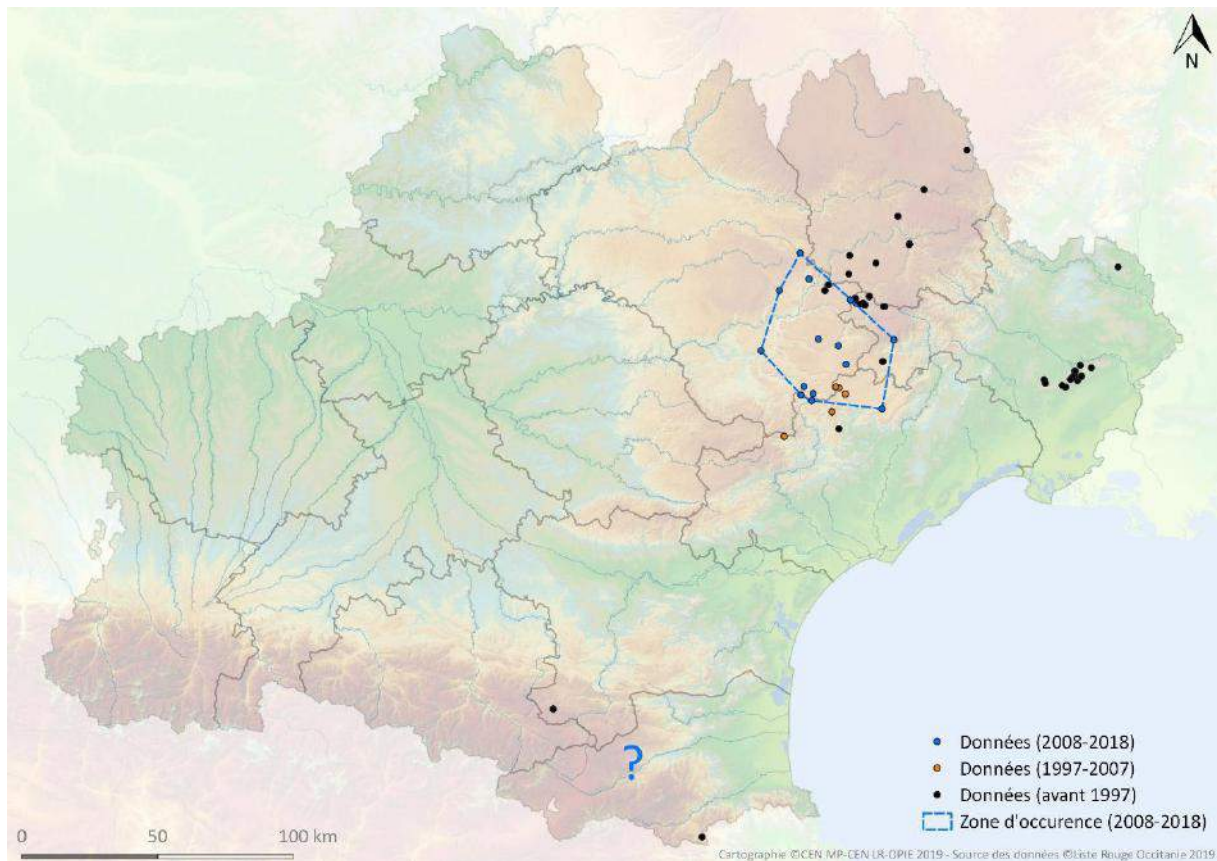 N
?
Données (2008-2018)
Données (1997-2007)
Données (avant 1997)
Zone d'occurence (2008-2018)
0 50 100 km
Cartographie ©CEN MP-CEN LR-OPIE 2019 - Source des données ©Liste Rouge Occitanie 2019